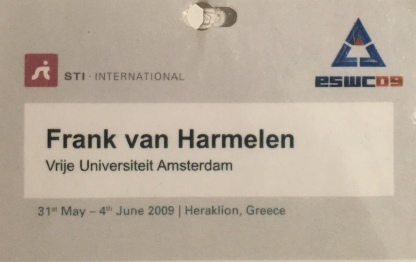 STI · INTERNATIONAL
ESWC09
Frank van Harmelen
Vrije Universiteit Amsterdam
31st May – 4th June 2009 | Heraklion, Greece